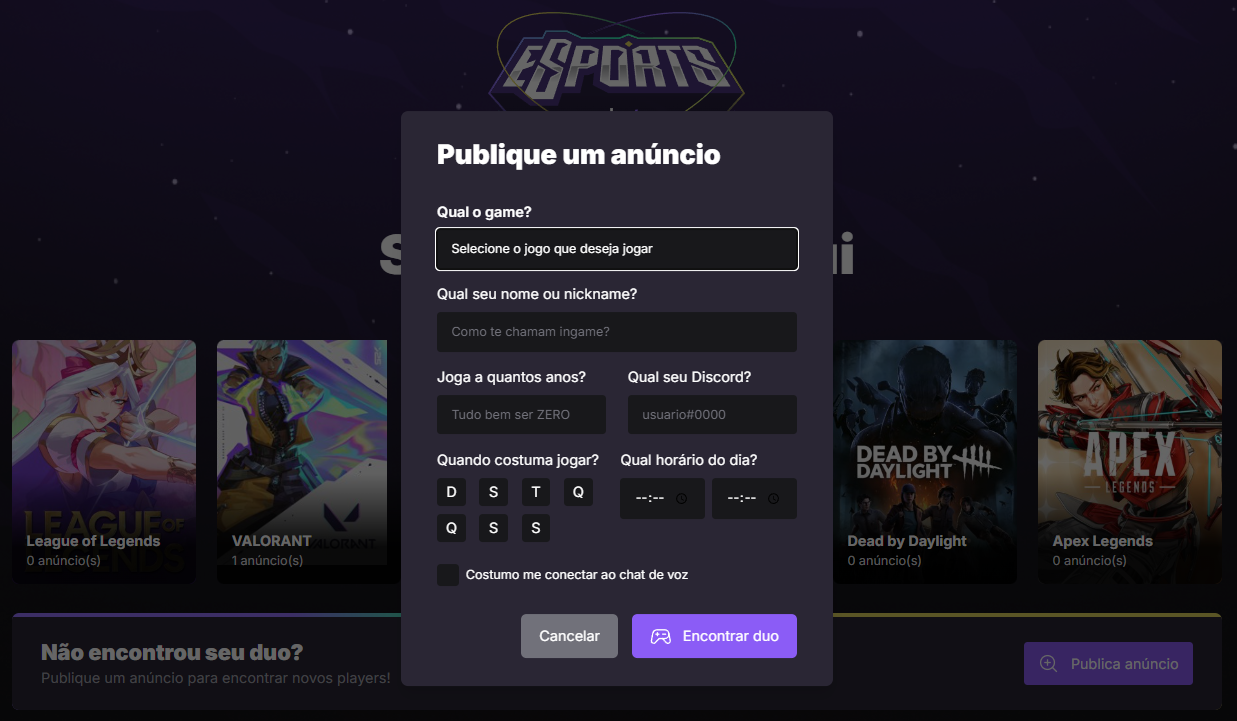 ESPORTS
Publique um anúncio
Qual o game?
Selecione o jogo que deseja jogar
Qual seu nome ou nickname?
Como te chamam ingame?
Joga a quantos anos? Qual seu Discord?
Tudo bem ser ZERO usuario#0000
Quando costuma jogar? Qual horário do dia?
D S T Q --:-- --:--
Q S S
Costumo me conectar ao chat de voz
Cancelar Encontrar duo
S
ui
LEAGUE OF
LEGENDS
League of Legends
0 anúncio(s)
VALORANT
VALORANT
1 anúncio(s)
DEAD BY
DAYLIGHT
Dead by Daylight
0 anúncio(s)
APEX
LEGENDS
Apex Legends
0 anúncio(s)
Não encontrou seu duo?
Publique um anúncio para encontrar novos players!
Publica anúncio